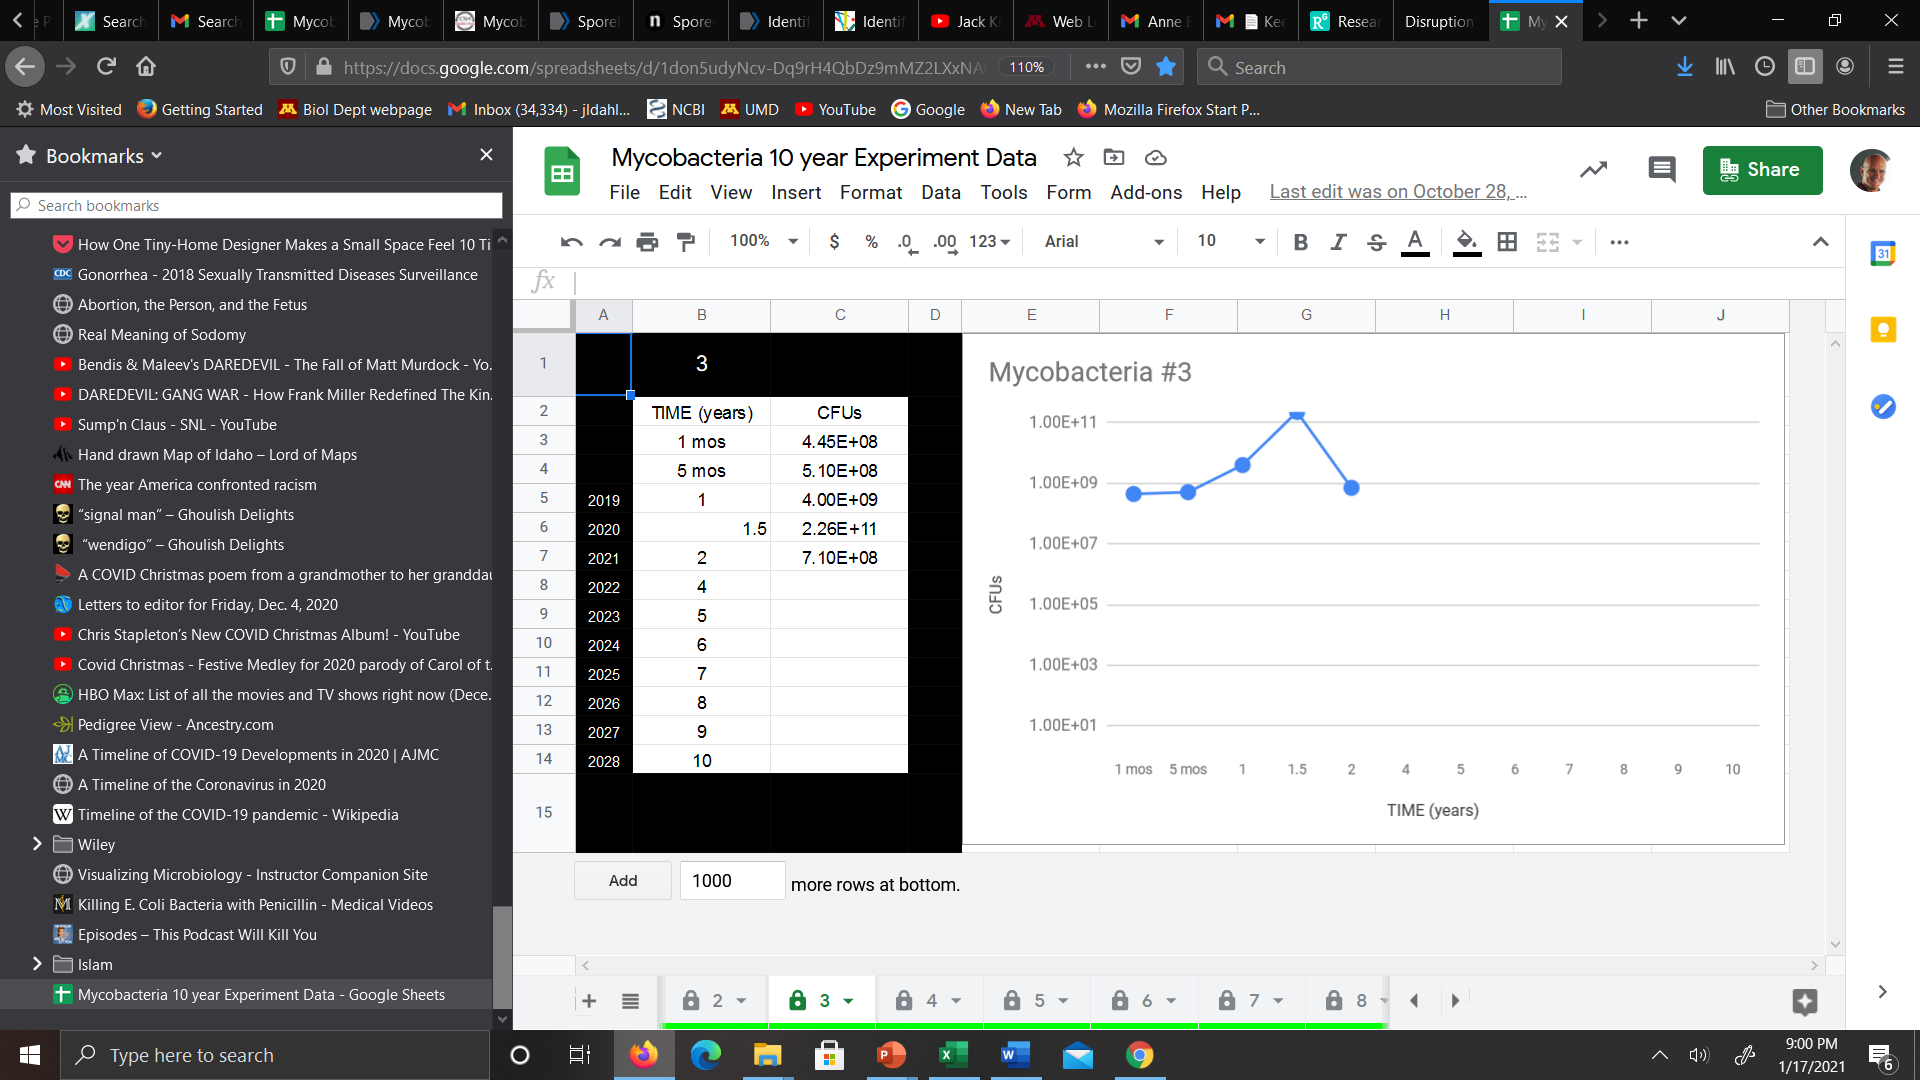 Search
Search
Mycob
Mycob
Mycob
Sporel
Spore-
Identif
Identif
Jack Ki
Web L
Anne E
Kee
Resear
Disruption
My
https://docs.google.com/spreadsheets/d/1don5udyNcv-Dq9rH4QbDz9mMZ2LXxNA
110%
Search
Most Visited
Getting Started
Biol Dept webpage
Inbox (34,334) - jldahl...
NCBI
UMD
YouTube
Google
New Tab
Mozilla Firefox Start P...
Other Bookmarks
Bookmarks
Search bookmarks
How One Tiny-Home Designer Makes a Small Space Feel 10 Ti
Gonorrhea - 2018 Sexually Transmitted Diseases Surveillance
Abortion, the Person, and the Fetus
Real Meaning of Sodomy
Bendis & Maleev's DAREDEVIL - The Fall of Matt Murdock - Yo.
DAREDEVIL: GANG WAR - How Frank Miller Redefined The Kin.
Sump'n Claus - SNL - YouTube
Hand drawn Map of Idaho – Lord of Maps
The year America confronted racism
“signal man” – Ghoulish Delights
“wendigo” – Ghoulish Delights
A COVID Christmas poem from a grandmother to her grandda
Letters to editor for Friday, Dec. 4, 2020
Chris Stapleton’s New COVID Christmas Album! - YouTube
Covid Christmas - Festive Medley for 2020 parody of Carol of t.
HBO Max: List of all the movies and TV shows right now (Dece.
Pedigree View - Ancestry.com
A Timeline of COVID-19 Developments in 2020 | AJMC
A Timeline of the Coronavirus in 2020
Timeline of the COVID-19 pandemic - Wikipedia
Wiley
Visualizing Microbiology - Instructor Companion Site
Killing E. Coli Bacteria with Penicillin - Medical Videos
Episodes – This Podcast Will Kill You
Islam
Mycobacteria 10 year Experiment Data - Google Sheets
Mycobacteria 10 year Experiment Data
File Edit View Insert Format Data Tools Form Add-ons Help Last edit was on October 28, ...
Share
100% $ % .0 .00 123 Arial 10 B I S A
31
fx
A B C D E F G H I J
1 3
2 TIME (years) CFUs
3 1 mos 4.45E+08
4 5 mos 5.10E+08
5 2019 1 4.00E+09
6 2020 1.5 2.26E+11
7 2021 2 7.10E+08
8 2022 4
9 2023 5
10 2024 6
11 2025 7
12 2026 8
13 2027 9
14 2028 10
15
Mycobacteria #3
1.00E+11
1.00E+09
1.00E+07
1.00E+05
1.00E+03
1.00E+01
CFUs
1 mos 5 mos 1 1.5 2 4 5 6 7 8 9 10
TIME (years)
Add 1000 more rows at bottom.
2 3 4 5 6 7 8
Type here to search
9:00 PM
1/17/2021
6